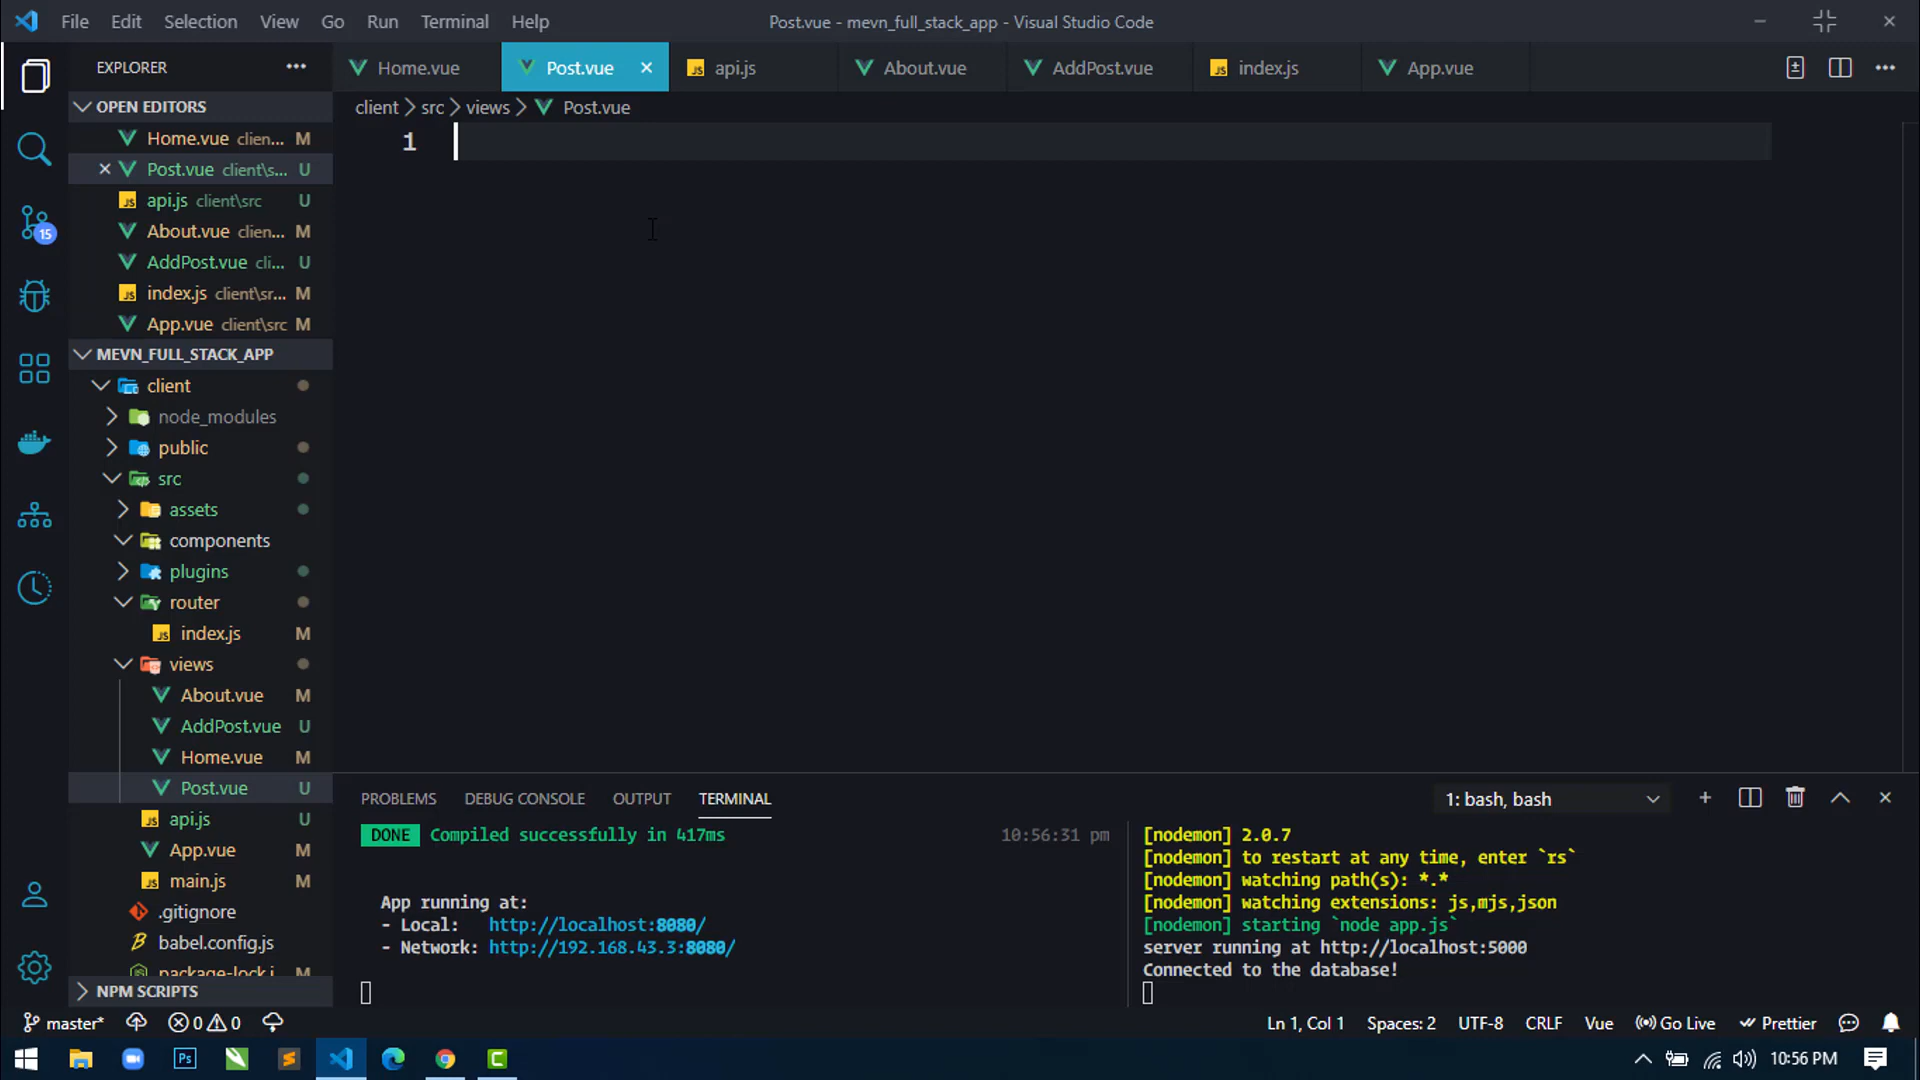 File Edit Selection View Go Run Terminal Help Post.vue - mevn_full_stack_app - Visual Studio Code
EXPLORER
Home.vue Post.vue api.js About.vue AddPost.vue index.js App.vue
OPEN EDITORS
client src views Post.vue
1
Home.vue clien... M
Post.vue client\s... U
api.js client\src U
About.vue clien... M
AddPost.vue cli... U
index.js client\sr... M
App.vue client\src M
MEVN_FULL_STACK_APP
client
node_modules
public
src
assets
components
plugins
router
index.js M
views
About.vue M
AddPost.vue U
Home.vue M
Post.vue U
api.js U
App.vue M
main.js M
.gitignore
babel.config.js
package-lock.j M
NPM SCRIPTS
15
PROBLEMS DEBUG CONSOLE OUTPUT TERMINAL 1: bash, bash
DONE Compiled successfully in 417ms 10:56:31 pm
App running at:
- Local: http://localhost:8080/
- Network: http://192.168.43.3:8080/
[nodemon] 2.0.7
[nodemon] to restart at any time, enter `rs`
[nodemon] watching path(s): *.*
[nodemon] watching extensions: js,mjs,json
[nodemon] starting `node app.js`
server running at http://localhost:5000
Connected to the database!
master* 0 0 Ln 1, Col 1 Spaces: 2 UTF-8 CRLF Vue Go Live Prettier
Ps C 10:56 PM